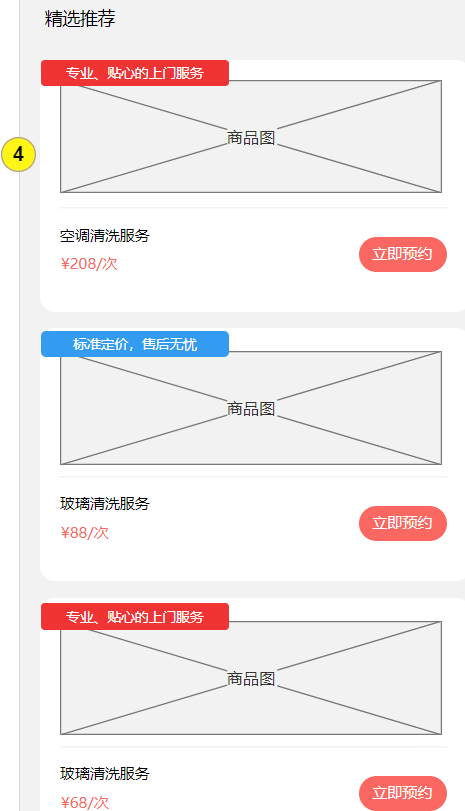 精选推荐
专业、贴心的上门服务
商品图
4
空调清洗服务
¥208/次
立即预约
标准定价，售后无忧
商品图
玻璃清洗服务
¥88/次
立即预约
专业、贴心的上门服务
商品图
玻璃清洗服务
¥68/次
立即预约